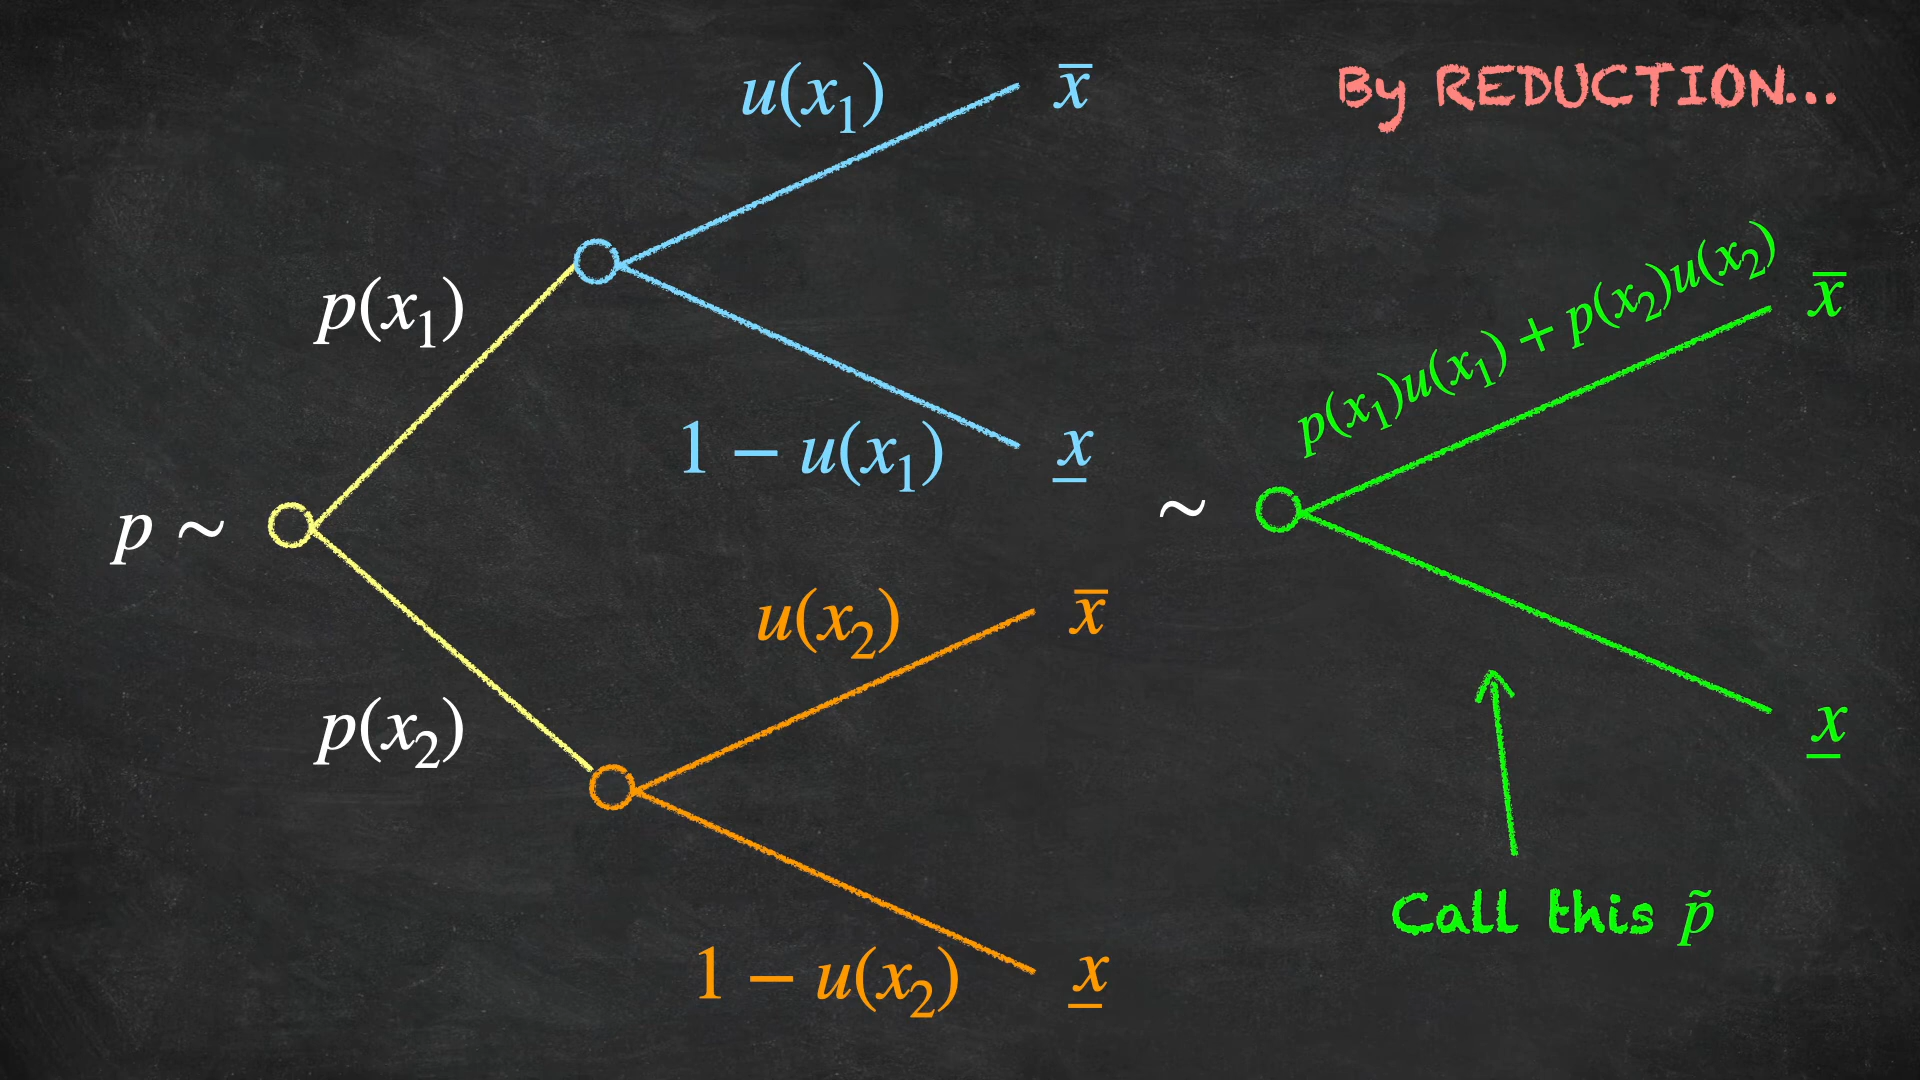 By REDUCTION...
u(x₁)
x̅
p(x₁)
1 − u(x₁)
x̲
p ~
p(x₂)
u(x₂)
x̅
1 − u(x₂)
x̲
~
p(x₁)u(x₁) + p(x₂)u(x₂)
x̅
x̲
Call this p̃